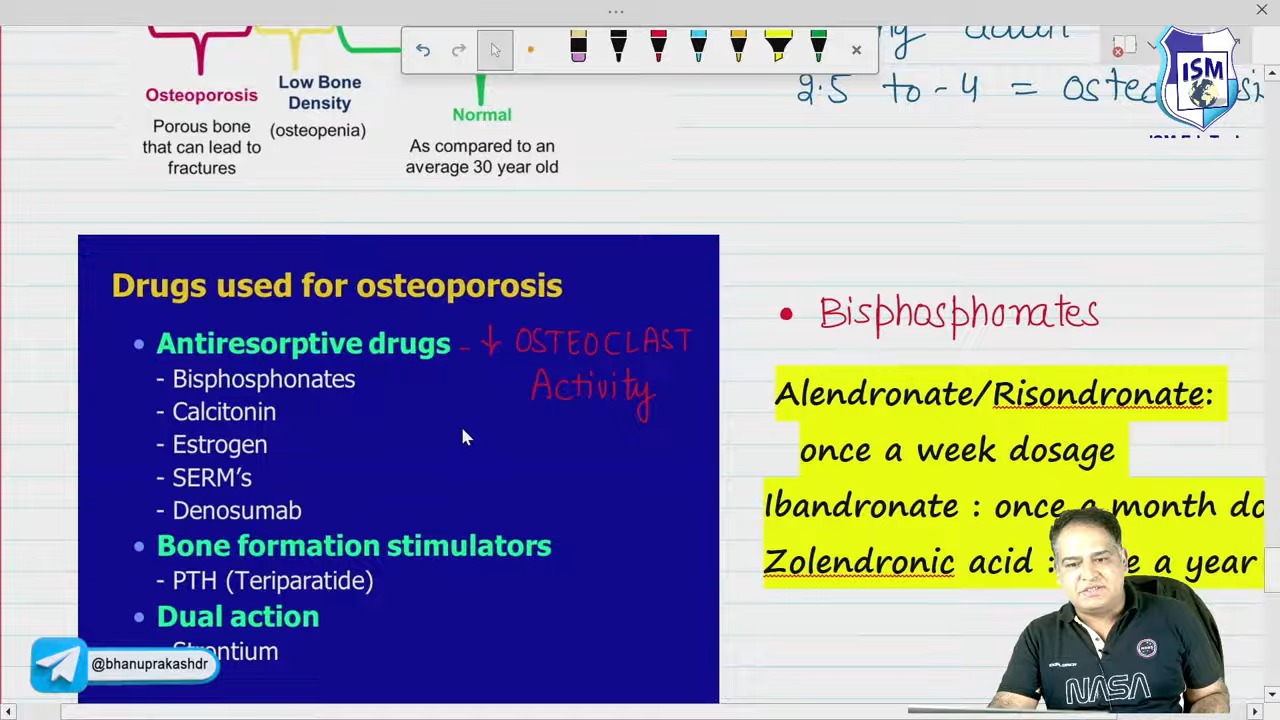 Osteoporosis
Porous bone
that can lead to
fractures
Low Bone
Density
(osteopenia)
Normal
As compared to an
average 30 year old
2.5 to - 4 =
ISM
Drugs used for osteoporosis
• Antiresorptive drugs - ↓ OSTEOCLAST
Activity
- Bisphosphonates
- Calcitonin
- Estrogen
- SERM's
- Denosumab
• Bone formation stimulators
- PTH (Teriparatide)
• Dual action
Strontium
@bhanuprakashdr
• Bisphosphonates
Alendronate/Risondronate:
once a week dosage
Ibandronate : once a month do
Zolendronic acid : a year
EXPLORER
NASA